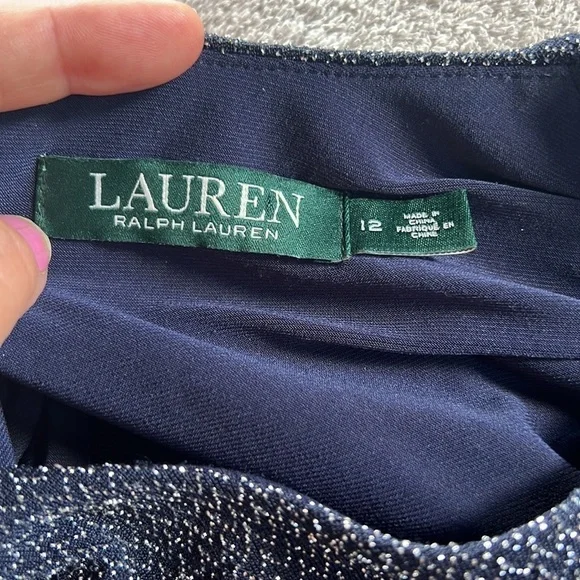 LAUREN
RALPH LAUREN
12
MADE IN
CHINA
FABRIQUÉ EN
CHINE